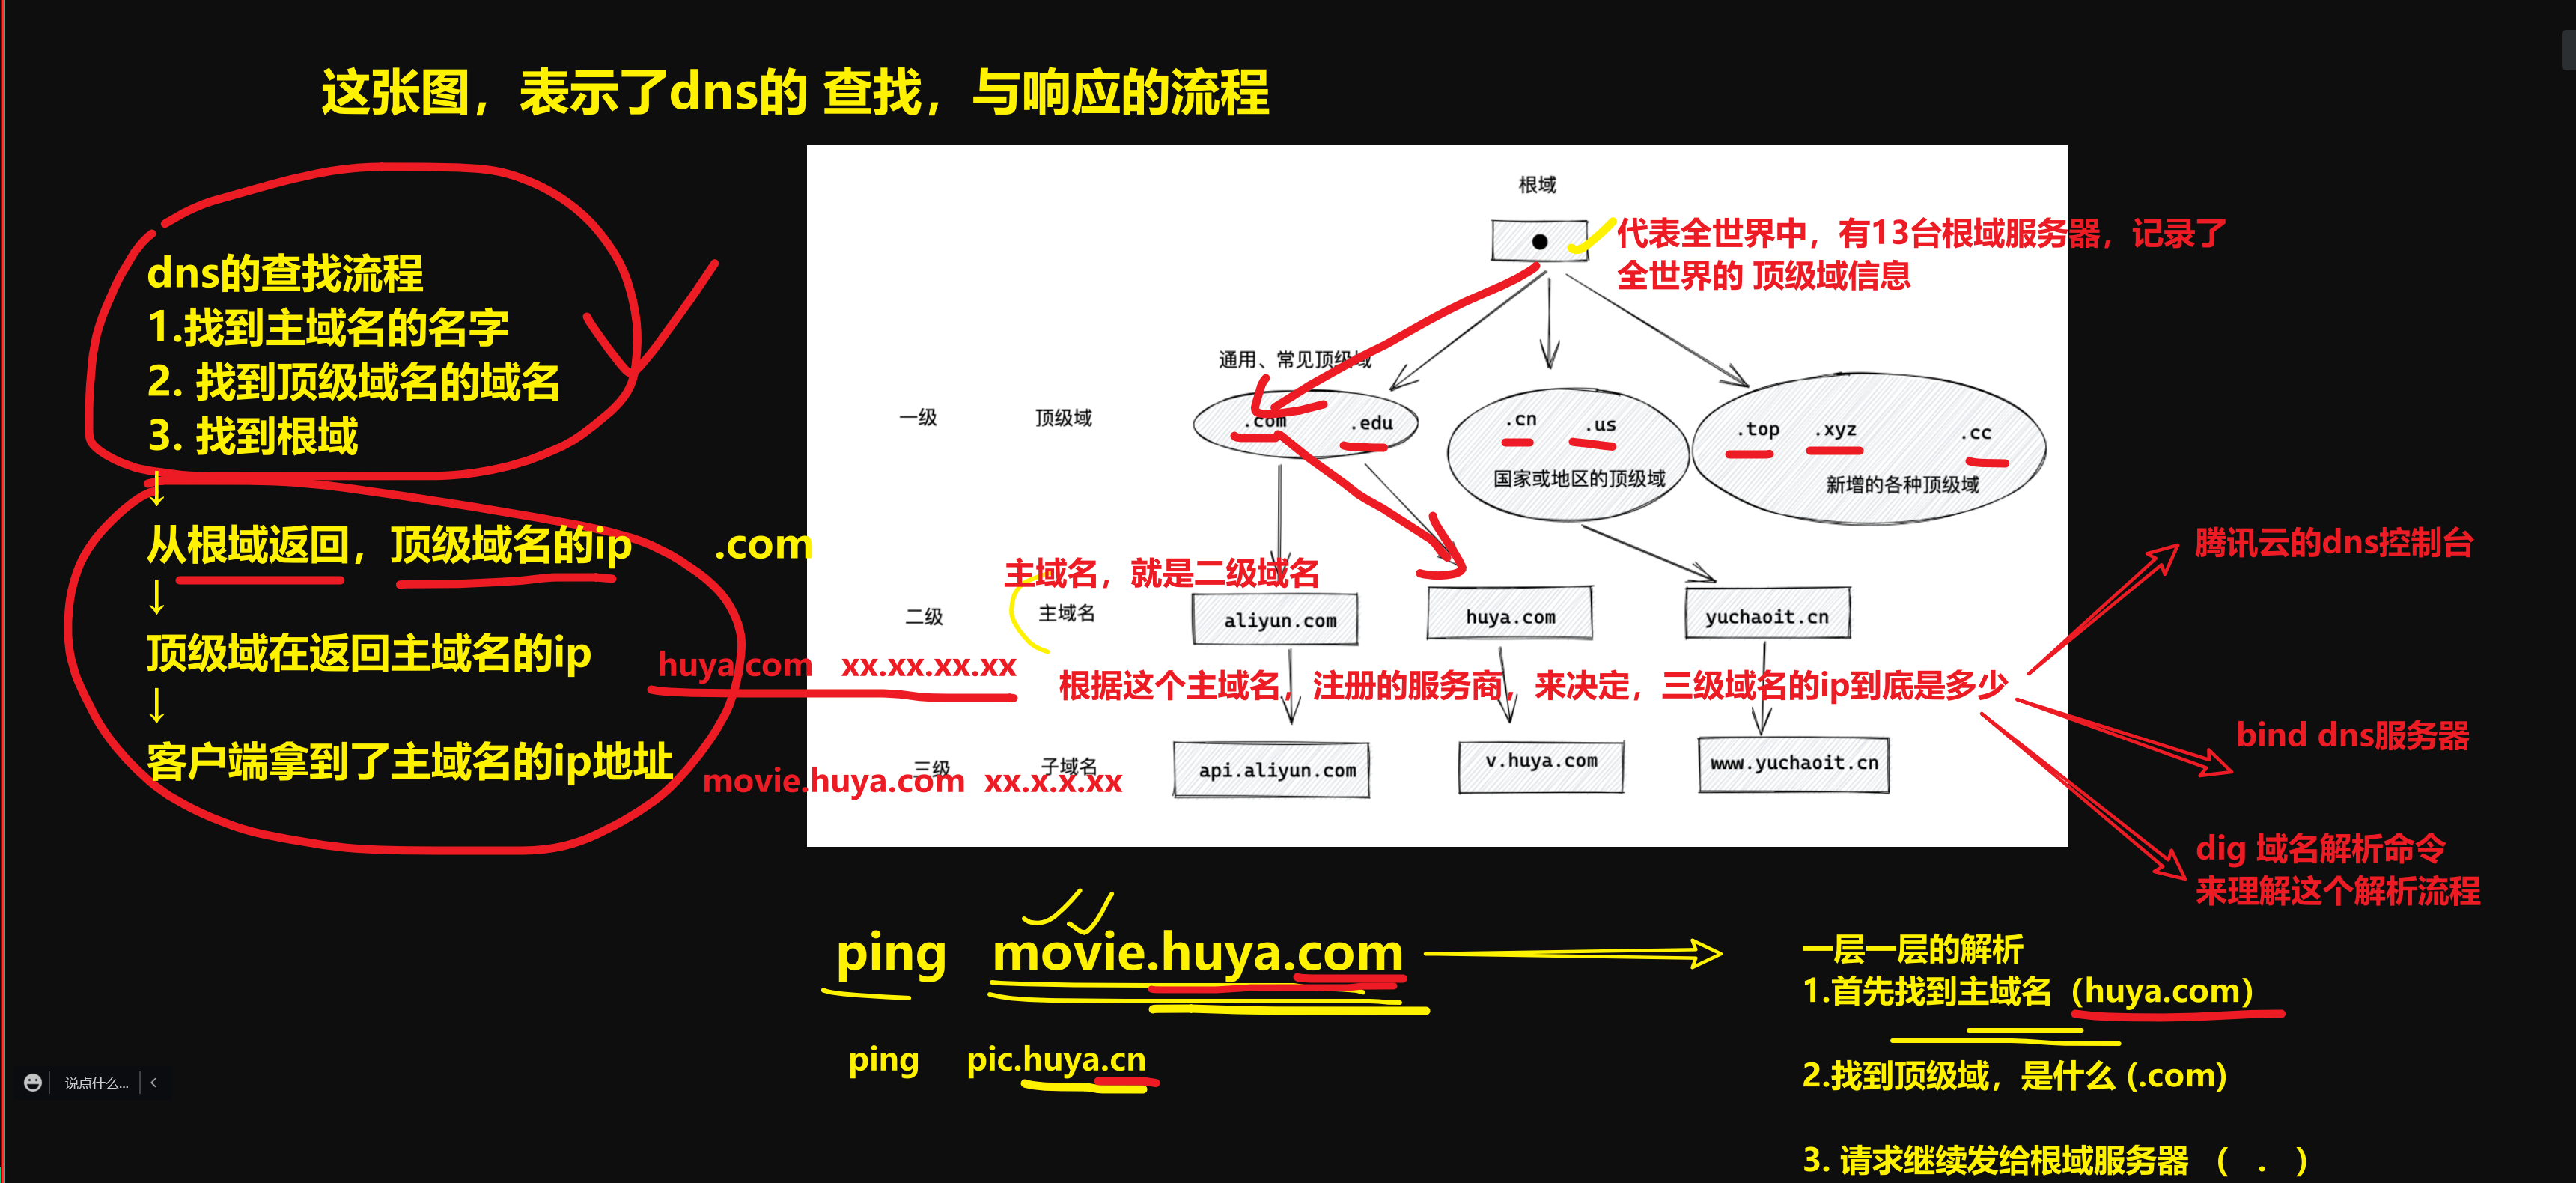 这张图，表示了dns的 查找，与响应的流程
dns的查找流程
1.找到主域名的名字
2. 找到顶级域名的域名
3. 找到根域
↓
从根域返回，顶级域名的ip .com
↓
顶级域在返回主域名的ip
↓
客户端拿到了主域名的ip地址
huya.com xx.xx.xx.xx
movie.huya.com xx.x.x.xx
根域
代表全世界中，有13台根域服务器，记录了
全世界的 顶级域信息
通用、常见顶级域
一级 顶级域 .com .edu .cn .us .top .xyz .cc
国家或地区的顶级域
新增的各种顶级域
主域名，就是二级域名
二级 主域名 aliyun.com huya.com yuchaoit.cn
根据这个主域名，注册的服务商，来决定，三级域名的ip到底是多少
三级 子域名 api.aliyun.com v.huya.com www.yuchaoit.cn
腾讯云的dns控制台
bind dns服务器
dig 域名解析命令
来理解这个解析流程
ping movie.huya.com
ping pic.huya.cn
一层一层的解析
1.首先找到主域名（huya.com）
2.找到顶级域，是什么 (.com)
3. 请求继续发给根域服务器 （ . ）
说点什么...